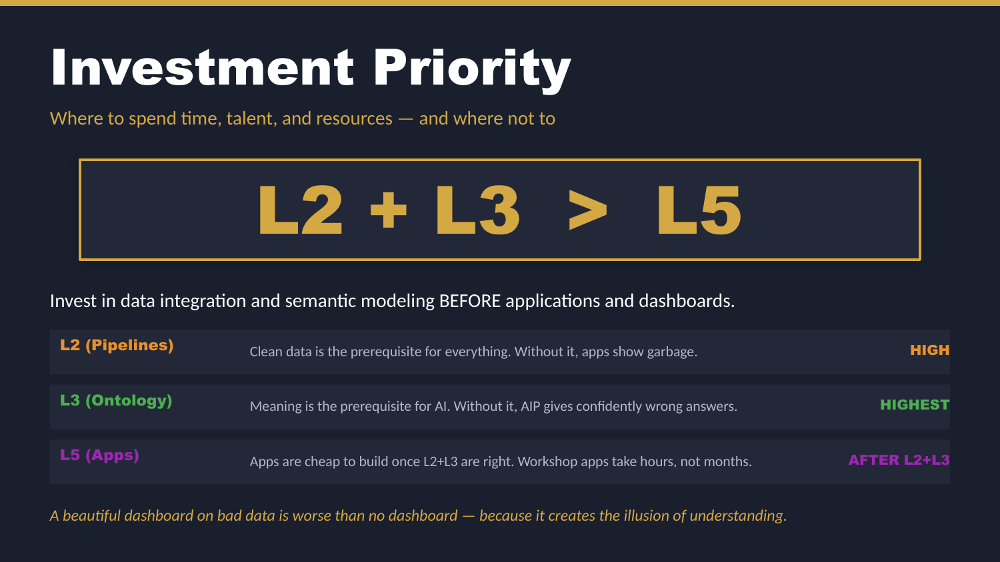 Investment Priority
Where to spend time, talent, and resources — and where not to
L2 + L3 > L5
Invest in data integration and semantic modeling BEFORE applications and dashboards.
L2 (Pipelines) Clean data is the prerequisite for everything. Without it, apps show garbage. HIGH
L3 (Ontology) Meaning is the prerequisite for AI. Without it, AIP gives confidently wrong answers. HIGHEST
L5 (Apps) Apps are cheap to build once L2+L3 are right. Workshop apps take hours, not months. AFTER L2+L3
A beautiful dashboard on bad data is worse than no dashboard — because it creates the illusion of understanding.